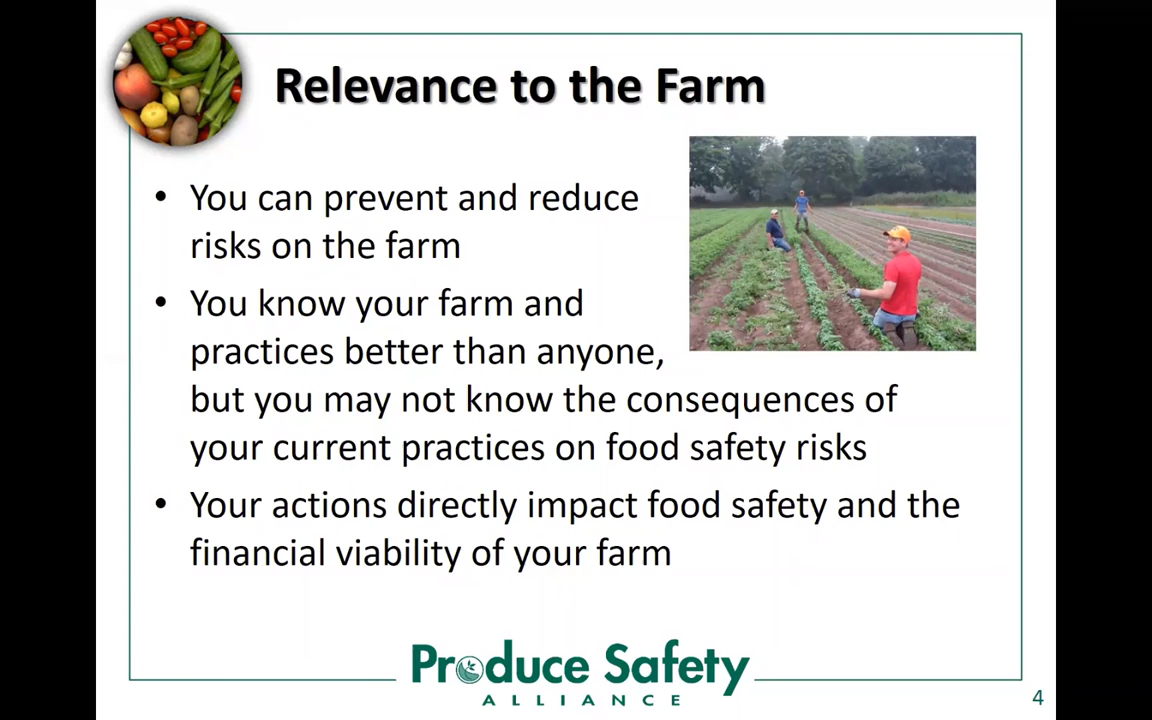 Relevance to the Farm
• You can prevent and reduce
risks on the farm
• You know your farm and
practices better than anyone,
but you may not know the consequences of
your current practices on food safety risks
• Your actions directly impact food safety and the
financial viability of your farm
Produce Safety
ALLIANCE
4